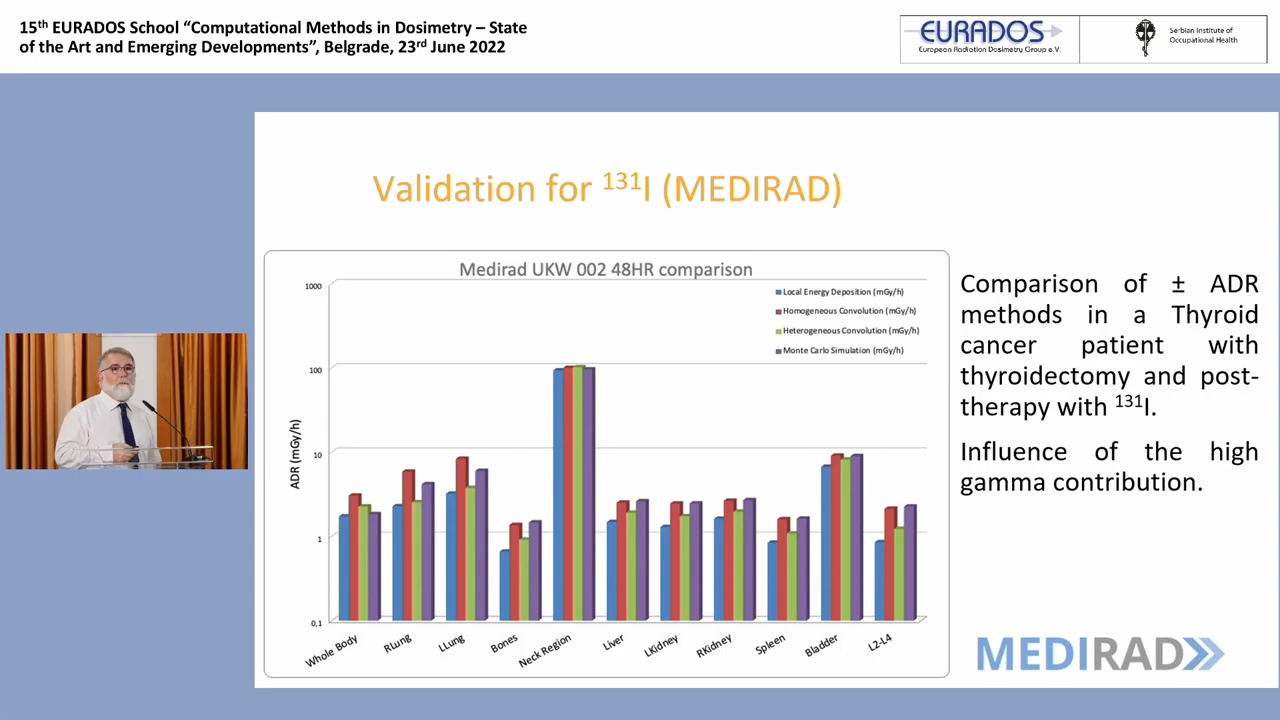 15th EURADOS School “Computational Methods in Dosimetry – State
of the Art and Emerging Developments”, Belgrade, 23rd June 2022
EURADOS
European Radiation Dosimetry Group e.V.
Serbian Institute of
Occupational Health
Validation for 131I (MEDIRAD)
Medirad UKW 002 48HR comparison
Local Energy Deposition (mGy/h)
Homogeneous Convolution (mGy/h)
Heterogeneous Convolution (mGy/h)
Monte Carlo Simulation (mGy/h)
ADR (mGy/h)
1000
100
10
1
0,1
Whole Body
RLung
LLung
Bones
Neck Region
Liver
LKidney
RKidney
Spleen
Bladder
L2-L4
Comparison of ± ADR
methods in a Thyroid
cancer patient with
thyroidectomy and post-
therapy with 131I.
Influence of the high
gamma contribution.
MEDIRAD